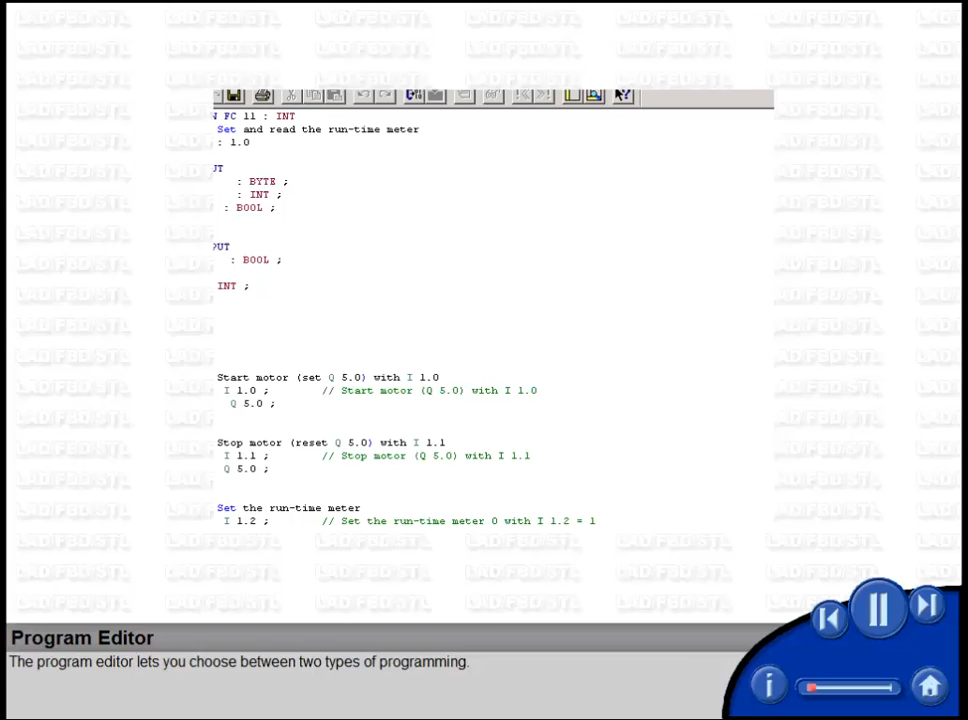 N FC 11 : INT
Set and read the run-time meter
: 1.0
UT
: BYTE ;
: INT ;
: BOOL ;
PUT
: BOOL ;
INT ;
Start motor (set Q 5.0) with I 1.0
I 1.0 ; // Start motor (Q 5.0) with I 1.0
Q 5.0 ;
Stop motor (reset Q 5.0) with I 1.1
I 1.1 ; // Stop motor (Q 5.0) with I 1.1
Q 5.0 ;
Set the run-time meter
I 1.2 ; // Set the run-time meter 0 with I 1.2 = 1
Program Editor
The program editor lets you choose between two types of programming.